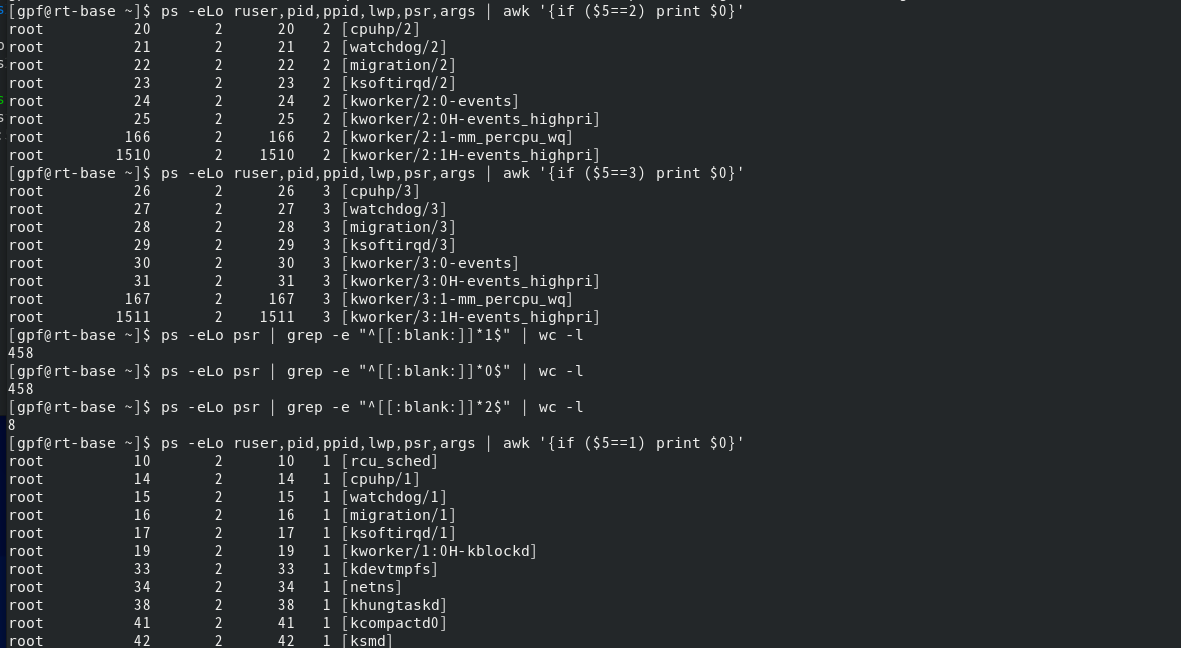 [gpf@rt-base ~]$ ps -eLo ruser,pid,ppid,lwp,psr,args | awk '{if ($5==2) print $0}'
root          20       2      20   2 [cpuhp/2]
root          21       2      21   2 [watchdog/2]
root          22       2      22   2 [migration/2]
root          23       2      23   2 [ksoftirqd/2]
root          24       2      24   2 [kworker/2:0-events]
root          25       2      25   2 [kworker/2:0H-events_highpri]
root         166       2     166   2 [kworker/2:1-mm_percpu_wq]
root        1510       2    1510   2 [kworker/2:1H-events_highpri]
[gpf@rt-base ~]$ ps -eLo ruser,pid,ppid,lwp,psr,args | awk '{if ($5==3) print $0}'
root          26       2      26   3 [cpuhp/3]
root          27       2      27   3 [watchdog/3]
root          28       2      28   3 [migration/3]
root          29       2      29   3 [ksoftirqd/3]
root          30       2      30   3 [kworker/3:0-events]
root          31       2      31   3 [kworker/3:0H-events_highpri]
root         167       2     167   3 [kworker/3:1-mm_percpu_wq]
root        1511       2    1511   3 [kworker/3:1H-events_highpri]
[gpf@rt-base ~]$ ps -eLo psr | grep -e "^[[:blank:]]*1$" | wc -l
458
[gpf@rt-base ~]$ ps -eLo psr | grep -e "^[[:blank:]]*0$" | wc -l
458
[gpf@rt-base ~]$ ps -eLo psr | grep -e "^[[:blank:]]*2$" | wc -l
8
[gpf@rt-base ~]$ ps -eLo ruser,pid,ppid,lwp,psr,args | awk '{if ($5==1) print $0}'
root          10       2      10   1 [rcu_sched]
root          14       2      14   1 [cpuhp/1]
root          15       2      15   1 [watchdog/1]
root          16       2      16   1 [migration/1]
root          17       2      17   1 [ksoftirqd/1]
root          19       2      19   1 [kworker/1:0H-kblockd]
root          33       2      33   1 [kdevtmpfs]
root          34       2      34   1 [netns]
root          38       2      38   1 [khungtaskd]
root          41       2      41   1 [kcompactd0]
root          42       2      42   1 [ksmd]